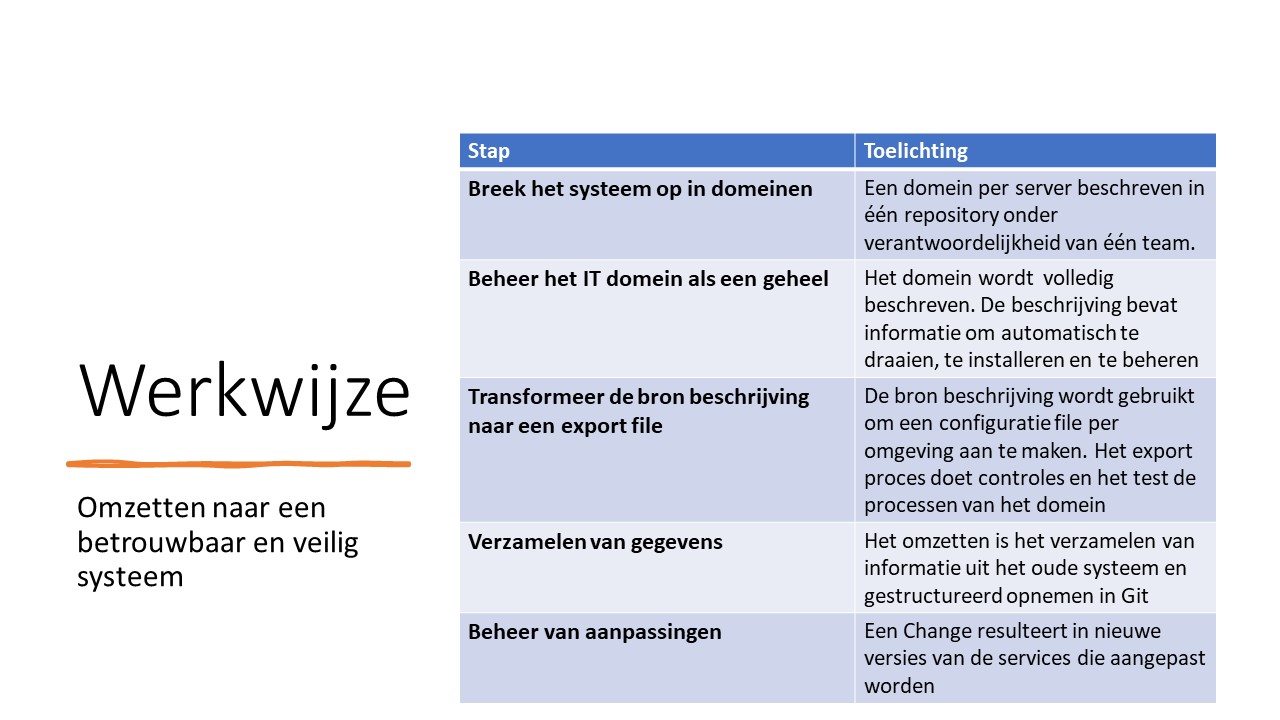 Werkwijze
Omzetten naar een
betrouwbaar en veilig
systeem
Stap
Toelichting
Breek het systeem op in domeinen
Een domein per server beschreven in
één repository onder
verantwoordelijkheid van één team.
Beheer het IT domein als een geheel
Het domein wordt  volledig
beschreven. De beschrijving bevat
informatie om automatisch te
draaien, te installeren en te beheren
Transformeer de bron beschrijving
naar een export file
De bron beschrijving wordt gebruikt
om een configuratie file per
omgeving aan te maken. Het export
proces doet controles en het test de
processen van het domein
Verzamelen van gegevens
Het omzetten is het verzamelen van
informatie uit het oude systeem en
gestructureerd opnemen in Git
Beheer van aanpassingen
Een Change resulteert in nieuwe
versies van de services die aangepast
worden